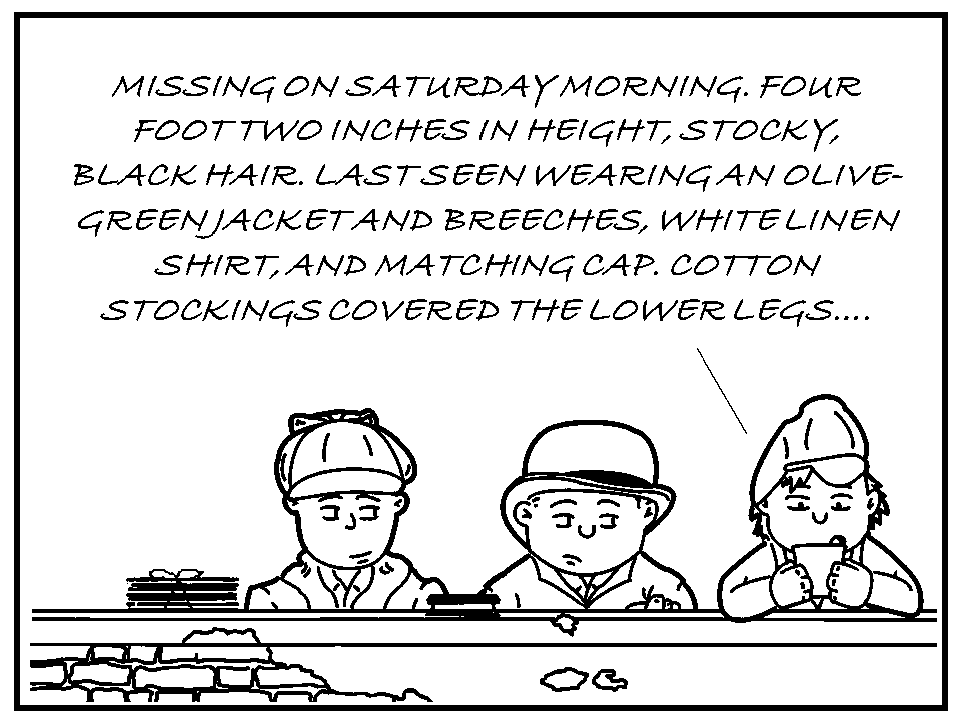 MISSING ON SATURDAY MORNING. FOUR
FOOT TWO INCHES IN HEIGHT, STOCKY,
BLACK HAIR. LAST SEEN WEARING AN OLIVE-
GREEN JACKET AND BREECHES, WHITE LINEN
SHIRT, AND MATCHING CAP. COTTON
STOCKINGS COVERED THE LOWER LEGS....